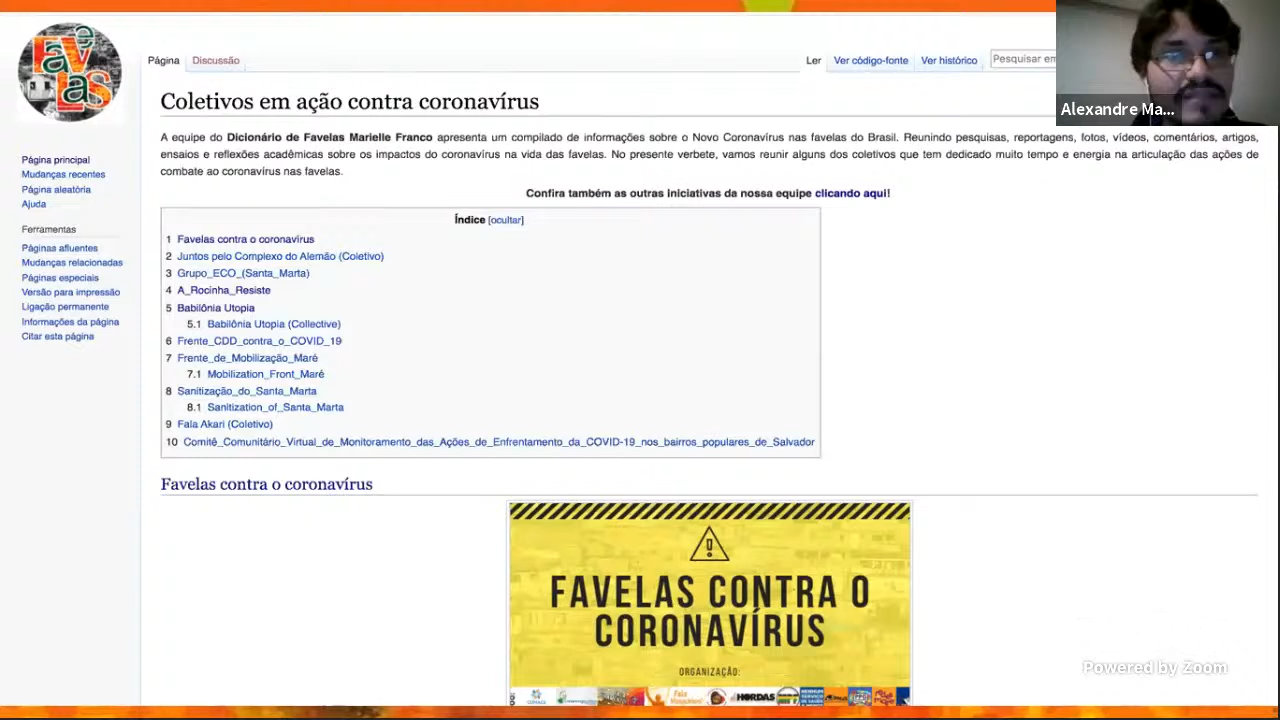 Favelas
Página
Discussão
Ler
Ver código-fonte
Ver histórico
Pesquisar em
Alexandre Ma...
Coletivos em ação contra coronavírus
A equipe do Dicionário de Favelas Marielle Franco apresenta um compilado de informações sobre o Novo Coronavírus nas favelas do Brasil. Reunindo pesquisas, reportagens, fotos, vídeos, comentários, artigos,
ensaios e reflexões acadêmicas sobre os impactos do coronavírus na vida das favelas. No presente verbete, vamos reunir alguns dos coletivos que tem dedicado muito tempo e energia na articulação das ações de
combate ao coronavírus nas favelas.
Confira também as outras iniciativas da nossa equipe clicando aqui!
Página principal
Mudanças recentes
Página aleatória
Ajuda
Ferramentas
Páginas afluentes
Mudanças relacionadas
Páginas especiais
Versão para impressão
Ligação permanente
Informações da página
Citar esta página
Índice [ocultar]
1 Favelas contra o coronavírus
2 Juntos pelo Complexo do Alemão (Coletivo)
3 Grupo_ECO_(Santa_Marta)
4 A_Rocinha_Resiste
5 Babilônia Utopia
5.1 Babilônia Utopia (Collective)
6 Frente_CDD_contra_o_COVID_19
7 Frente_de_Mobilização_Maré
7.1 Mobilization_Front_Maré
8 Sanitização_do_Santa_Marta
8.1 Sanitization_of_Santa_Marta
9 Fala Akari (Coletivo)
10 Comitê_Comunitário_Virtual_de_Monitoramento_das_Ações_de_Enfrentamento_da_COVID-19_nos_bairros_populares_de_Salvador
Favelas contra o coronavírus
FAVELAS CONTRA O
CORONAVÍRUS
ORGANIZAÇÃO:
HORDAS
Powered by Zoom